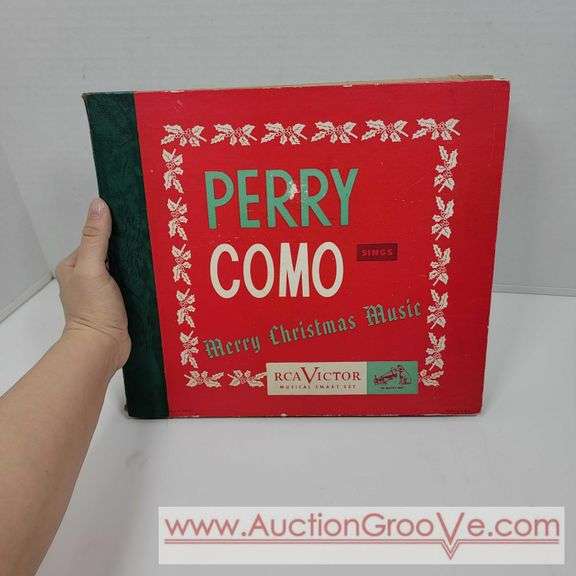 PERRY
COMO
SINGS
Merry Christmas Music
RCA VICTOR
MUSICAL SMART SET
www.AuctionGrooVe.com